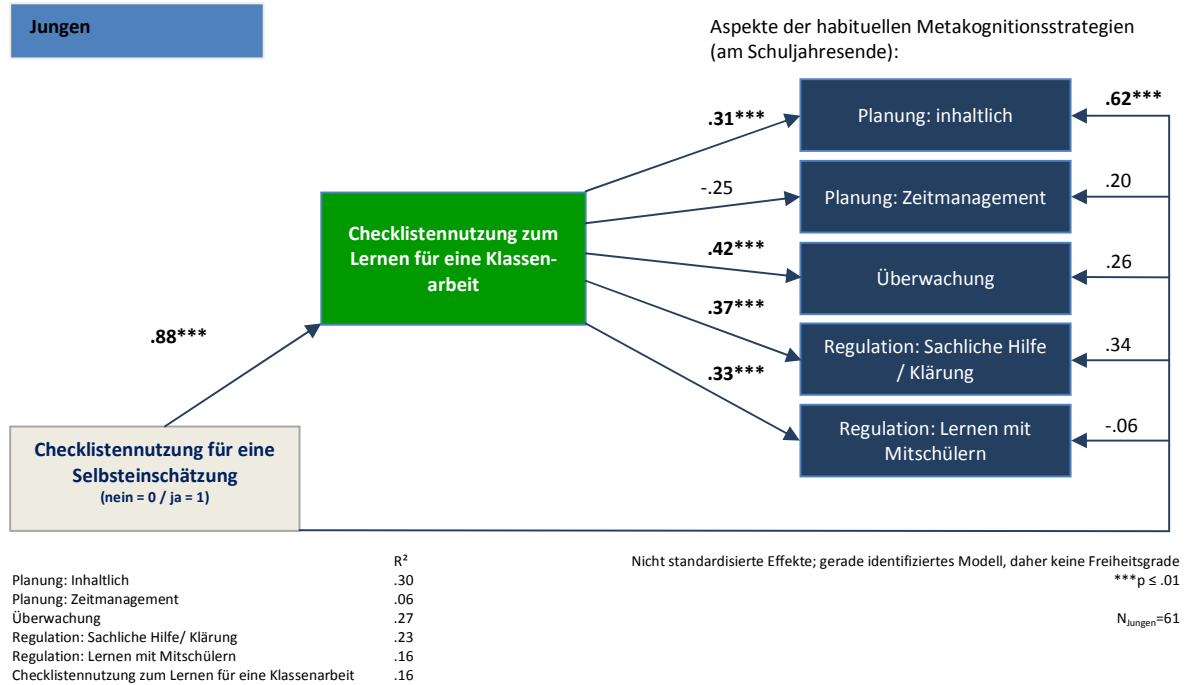 Jungen
Aspekte der habituellen Metakognitionsstrategien
(am Schuljahresende):
.31***
Planung: inhaltlich
.62***
-.25
Planung: Zeitmanagement
.20
Checklistennutzung zum
Lernen für eine Klassen-
arbeit
.42***
Überwachung
.26
.37***
Regulation: Sachliche Hilfe
/ Klärung
.34
.88***
.33***
Regulation: Lernen mit
Mitschülern
-.06
Checklistennutzung für eine
Selbsteinschätzung
(nein = 0 / ja = 1)
R²
Planung: Inhaltlich .30
Planung: Zeitmanagement .06
Überwachung .27
Regulation: Sachliche Hilfe/ Klärung .23
Regulation: Lernen mit Mitschülern .16
Checklistennutzung zum Lernen für eine Klassenarbeit .16
Nicht standardisierte Effekte; gerade identifiziertes Modell, daher keine Freiheitsgrade
***p ≤ .01
NJungen=61